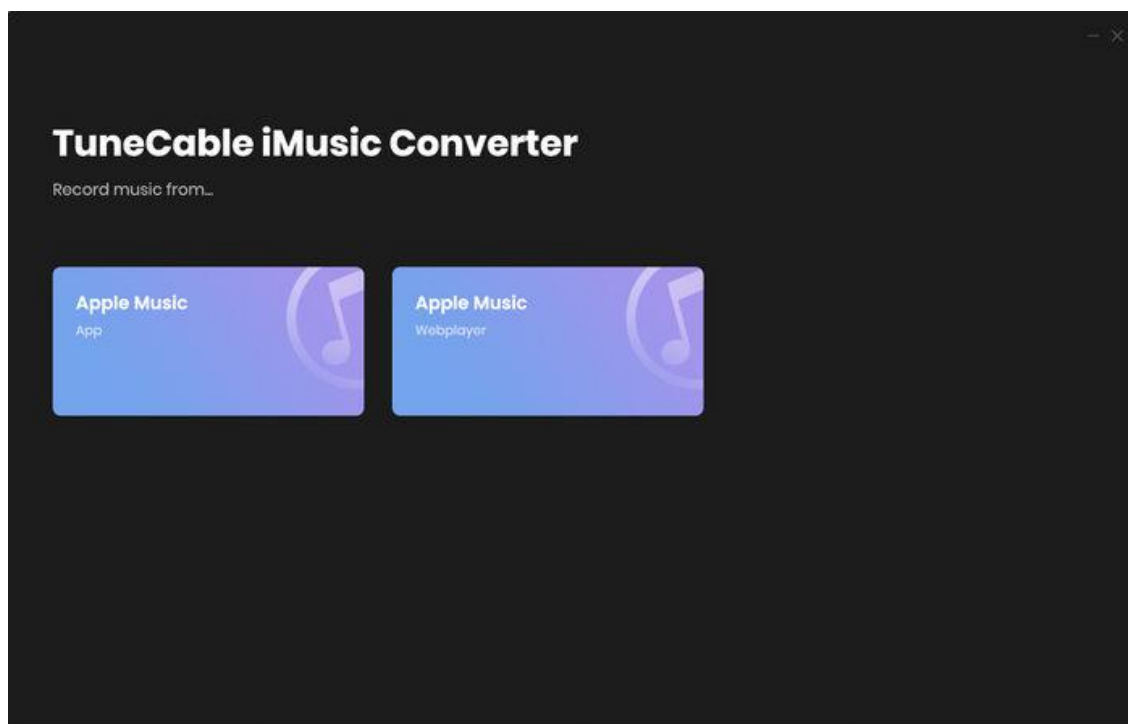 TuneCable iMusic Converter
Record music from...
Apple Music
App
Apple Music
Webplayer